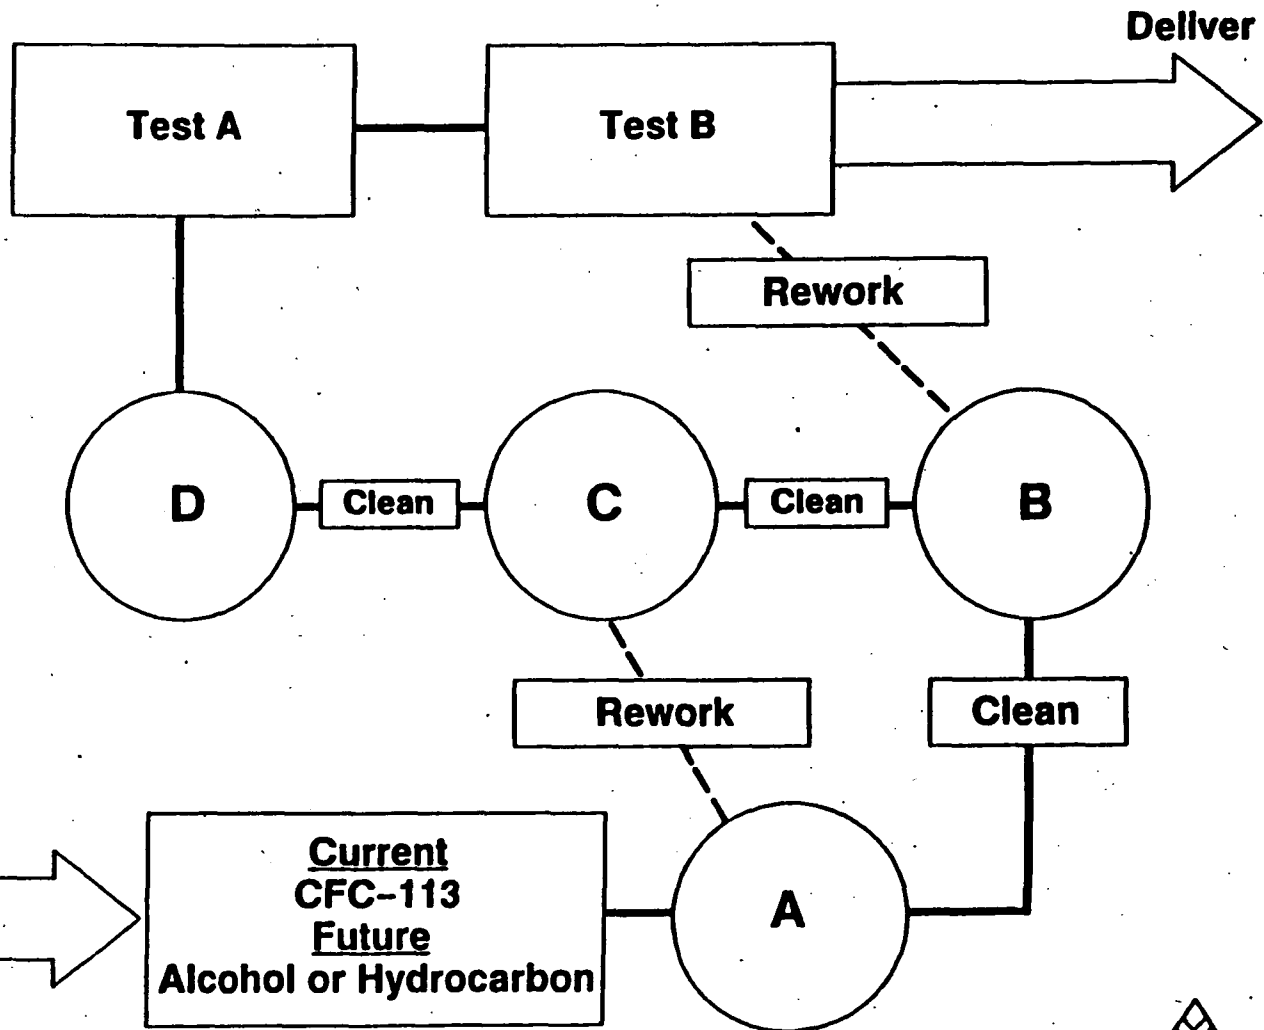 Deliver
Test A
Test B
Rework
D
Clean
C
Clean
B
Rework
Clean
Current
CFC-113
Future
Alcohol or Hydrocarbon
A